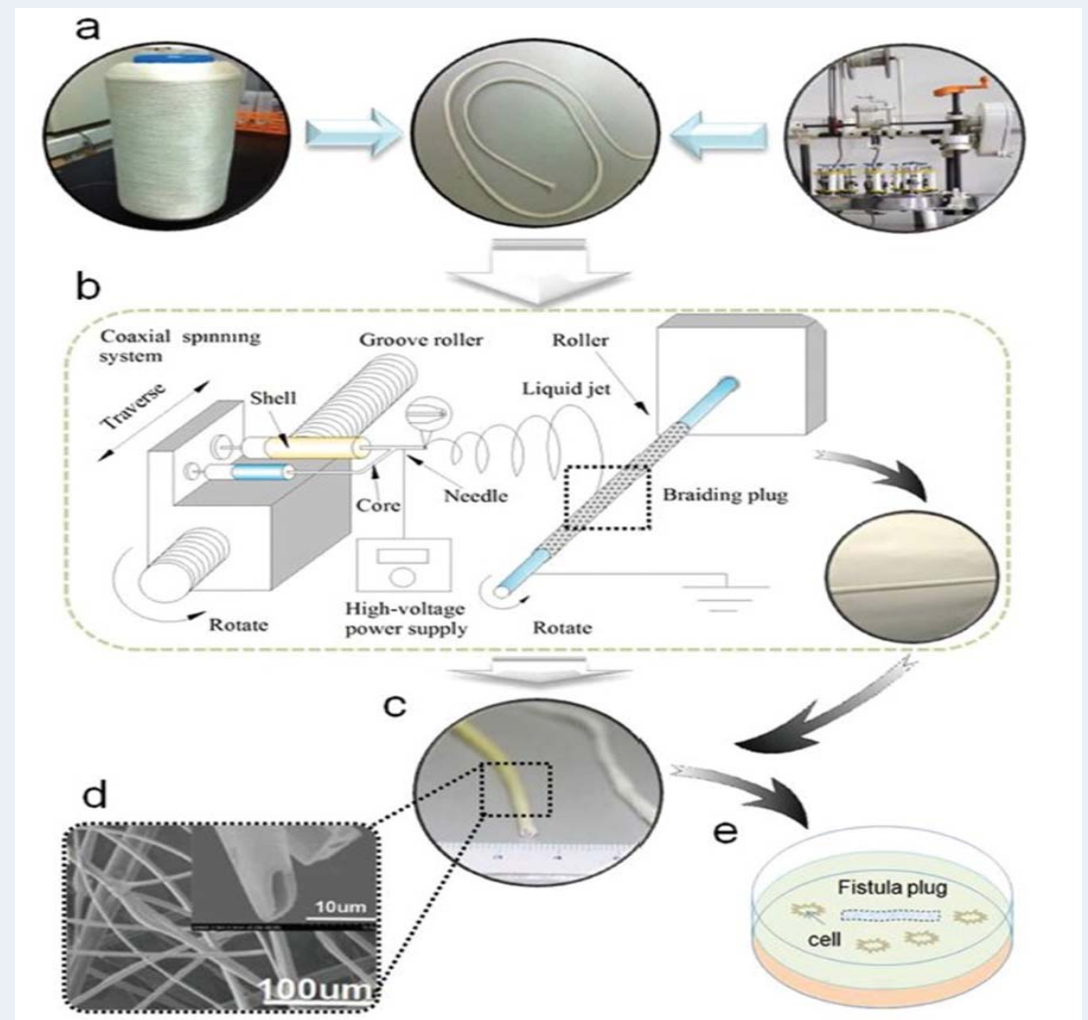 a
b
Coaxial spinning
system
Groove roller
Roller
Liquid jet
Traverse
Shell
Core
Needle
Braiding plug
High-voltage
power supply
Rotate
Rotate
c
d
10um
100um
e
Fistula plug
cell